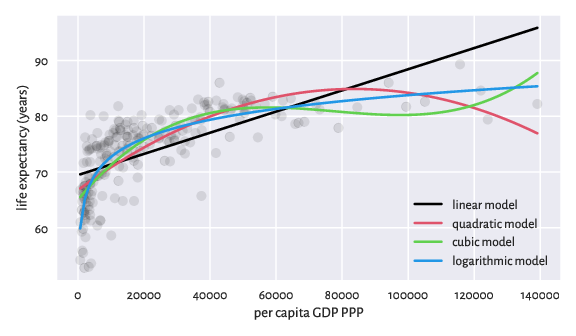 life expectancy (years)
90
80
70
60
linear model
quadratic model
cubic model
logarithmic model
0 20000 40000 60000 80000 100000 120000 140000
per capita GDP PPP